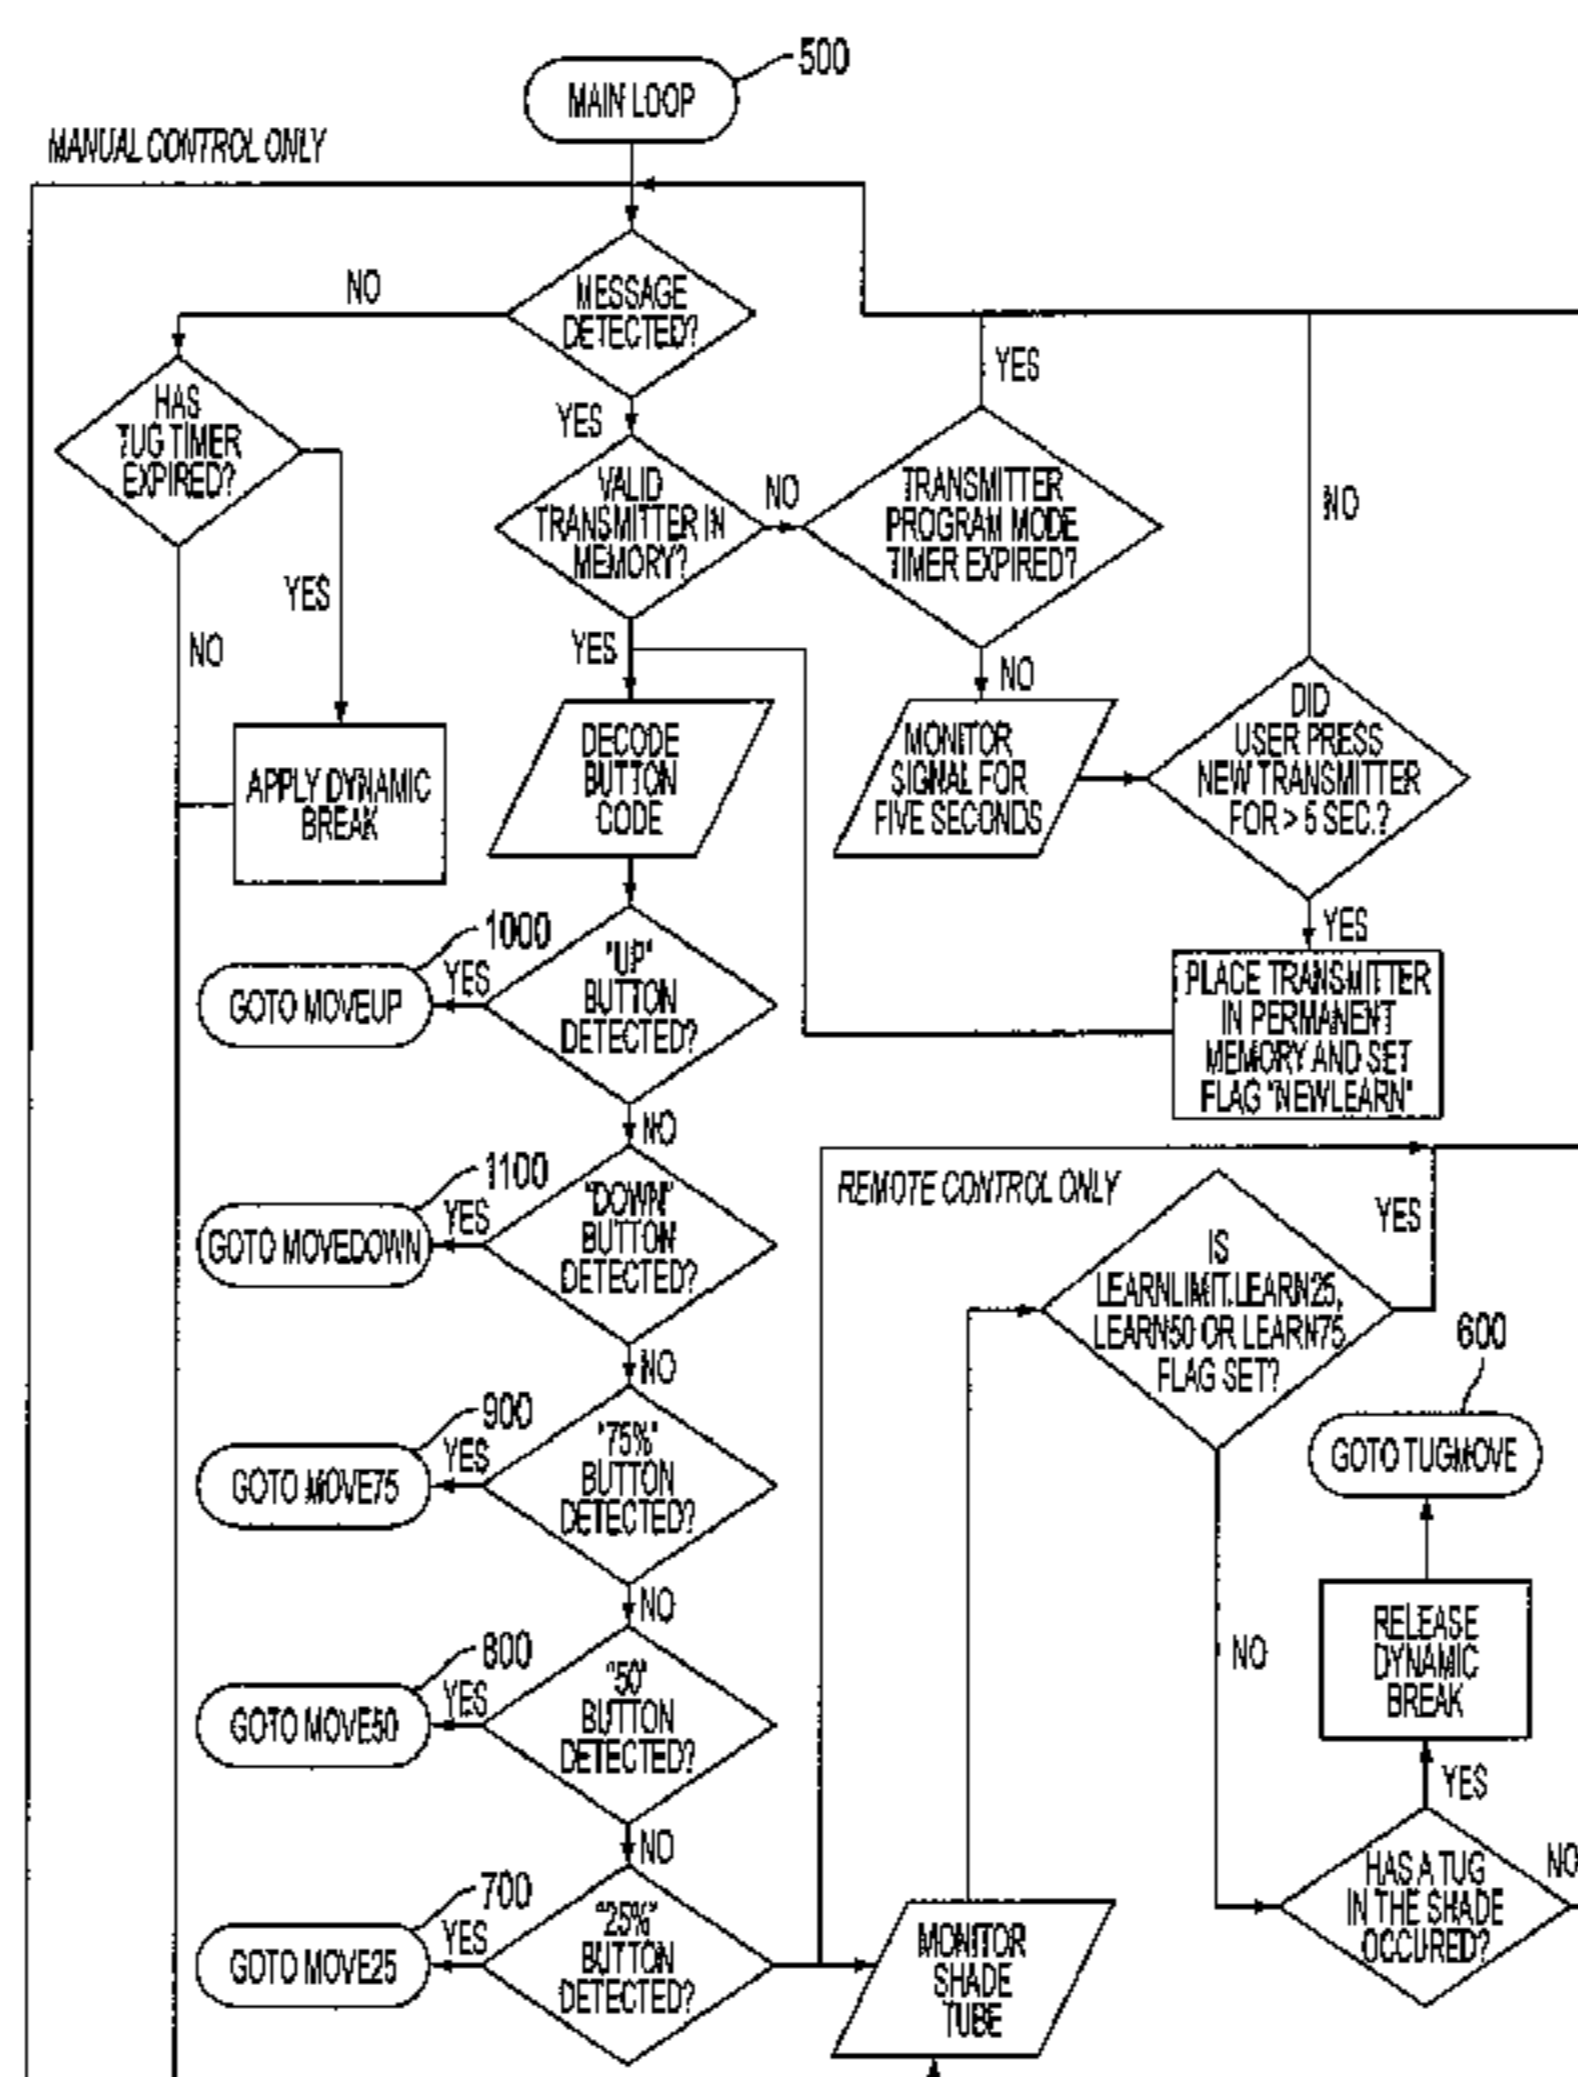 500
MAIN LOOP
MANUAL CONTROL ONLY
NO
MESSAGE
DETECTED?
YES
HAS
TUG TIMER
EXPIRED?
YES
VALID
TRANSMITTER IN
MEMORY?
NO
TRANSMITTER
PROGRAM MODE
TIMER EXPIRED?
NO
YES
NO
YES
NO
DID
USER PRESS
NEW TRANSMITTER
FOR > 5 SEC.?
APPLY DYNAMIC
BREAK
DECODE
BUTTON
CODE
MONITOR
SIGNAL FOR
FIVE SECONDS
YES
1000
GOTO MOVEUP
YES
"UP"
BUTTON
DETECTED?
PLACE TRANSMITTER
IN PERMANENT
MEMORY AND SET
FLAG "NEWLEARN"
NO
1100
GOTO MOVEDOWN
YES
"DOWN"
BUTTON
DETECTED?
REMOTE CONTROL ONLY
YES
IS
LEARNLIMIT.LEARN25,
LEARN50 OR LEARN75
FLAG SET?
NO
600
GOTO TUGMOVE
900
GOTO MOVE75
YES
"75%"
BUTTON
DETECTED?
NO
RELEASE
DYNAMIC
BREAK
NO
800
GOTO MOVE50
YES
"50"
BUTTON
DETECTED?
YES
NO
HAS A TUG
IN THE SHADE
OCCURED?
NO
700
GOTO MOVE25
YES
"25%"
BUTTON
DETECTED?
MONITOR
SHADE
TUBE